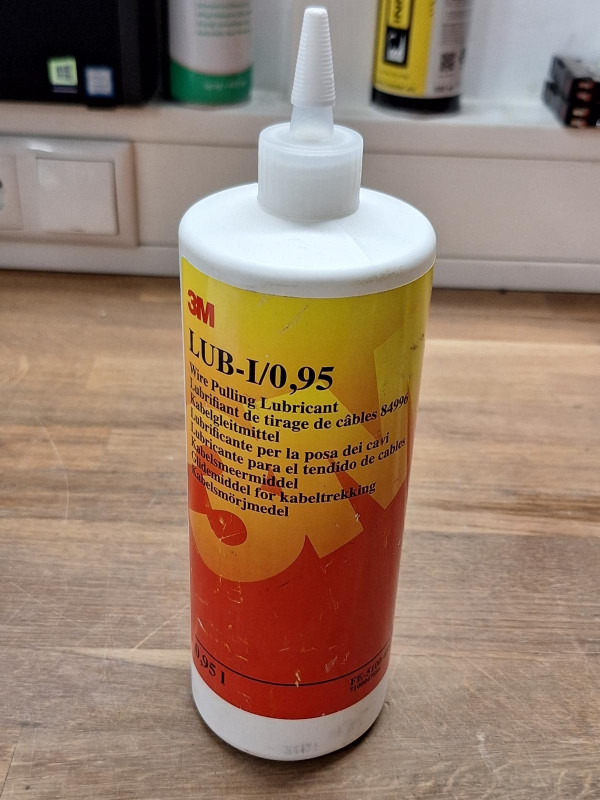 3M
LUB-I/0,95
Wire Pulling Lubricant
Lubrifiant de tirage de câbles 84996
Kabelgleitmittel
Lubrificante per la posa dei cavi
Lubricante para el tendido de cables
Kabelsmeermiddel
Glidemiddel for kabeltrekking
Kabelsmörjmedel
0,95 l